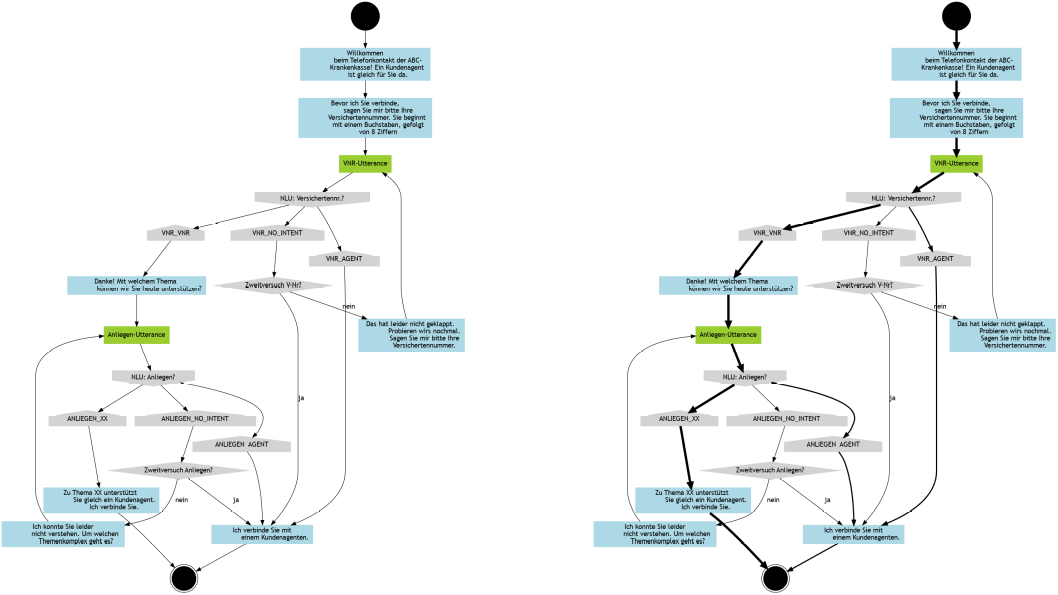 Willkommen
beim Telefonkontakt der ABC-
Krankenkasse! Ein Kundenagent
ist gleich für Sie da.
Bevor ich Sie verbinde,
sagen Sie mir bitte Ihre
Versichertennummer. Sie beginnt
mit einem Buchstaben, gefolgt
von 8 Ziffern
VNR-Utterance
NLU: Versichertennr.?
VNR_VNR
VNR_NO_INTENT
VNR_AGENT
Danke! Mit welchem Thema
können wir Sie heute unterstützen?
Zweitversuch V-Nr?
nein
Das hat leider nicht geklappt.
Probieren wirs nochmal.
Sagen Sie mir bitte Ihre
Versichertennummer.
Anliegen-Utterance
NLU: Anliegen?
ja
ANLIEGEN_XX
ANLIEGEN_NO_INTENT
ANLIEGEN_AGENT
Zweitversuch Anliegen?
Zu Thema XX unterstützt
Sie gleich ein Kundenagent.
Ich verbinde Sie.
nein
ja
Ich konnte Sie leider
nicht verstehen. Um welchen
Themenkomplex geht es?
Ich verbinde Sie mit
einem Kundenagenten.
Willkommen
beim Telefonkontakt der ABC-
Krankenkasse! Ein Kundenagent
ist gleich für Sie da.
Bevor ich Sie verbinde,
sagen Sie mir bitte Ihre
Versichertennummer. Sie beginnt
mit einem Buchstaben, gefolgt
von 8 Ziffern
VNR-Utterance
NLU: Versichertennr.?
VNR_VNR
VNR_NO_INTENT
VNR_AGENT
Danke! Mit welchem Thema
können wir Sie heute unterstützen?
Zweitversuch V-Nr?
nein
Das hat leider nicht geklappt.
Probieren wirs nochmal.
Sagen Sie mir bitte Ihre
Versichertennummer.
Anliegen-Utterance
NLU: Anliegen?
ja
ANLIEGEN_XX
ANLIEGEN_NO_INTENT
ANLIEGEN_AGENT
Zweitversuch Anliegen?
Zu Thema XX unterstützt
Sie gleich ein Kundenagent.
Ich verbinde Sie.
nein
ja
Ich konnte Sie leider
nicht verstehen. Um welchen
Themenkomplex geht es?
Ich verbinde Sie mit
einem Kundenagenten.